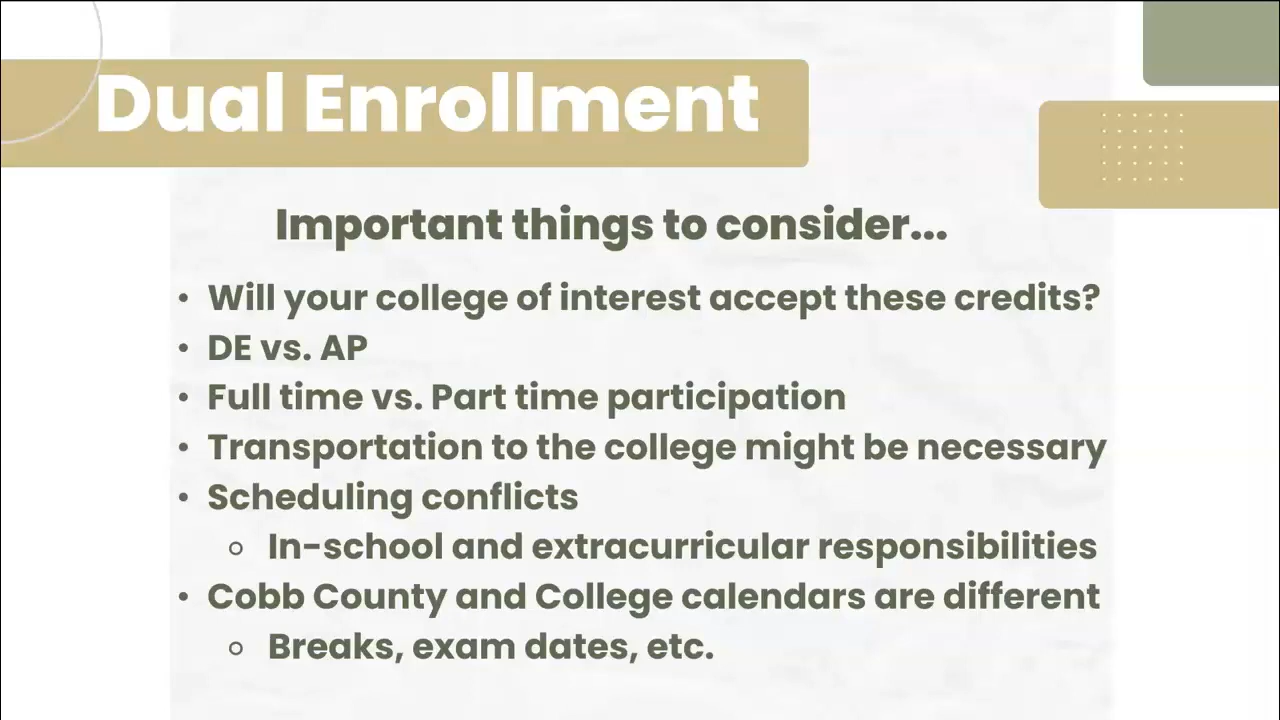 Dual Enrollment
Important things to consider...
• Will your college of interest accept these credits?
• DE vs. AP
• Full time vs. Part time participation
• Transportation to the college might be necessary
• Scheduling conflicts
○ In-school and extracurricular responsibilities
• Cobb County and College calendars are different
○ Breaks, exam dates, etc.